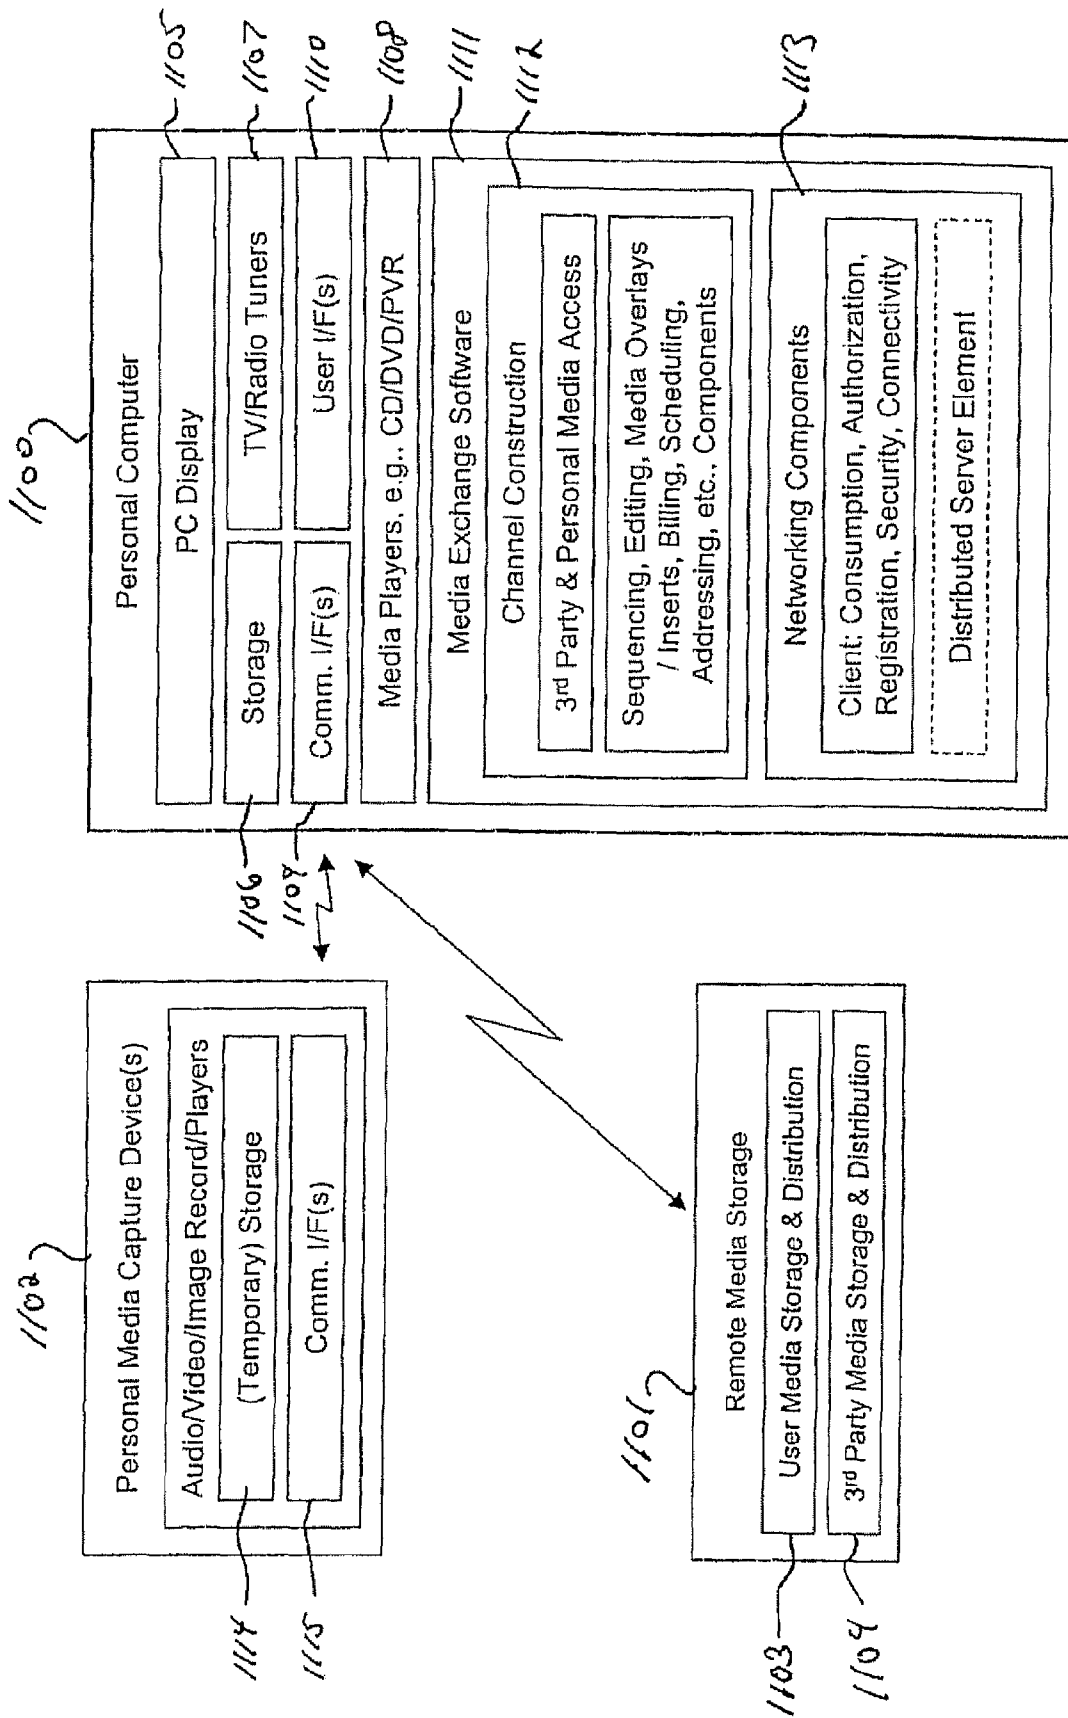 1100
Personal Computer
PC Display
1105
Storage
TV/Radio Tuners
1106
1107
Comm. I/F(s)
User I/F(s)
1109
1110
Media Players, e.g., CD/DVD/PVR
1108
Media Exchange Software
1111
Channel Construction
1112
3rd Party & Personal Media Access
Sequencing, Editing, Media Overlays
/ Inserts, Billing, Scheduling,
Addressing, etc., Components
Networking Components
1113
Client: Consumption, Authorization,
Registration, Security, Connectivity
Distributed Server Element
1102
Personal Media Capture Device(s)
Audio/Video/Image Record/Players
(Temporary) Storage
1114
Comm. I/F(s)
1115
1101
Remote Media Storage
User Media Storage & Distribution
1103
3rd Party Media Storage & Distribution
1104